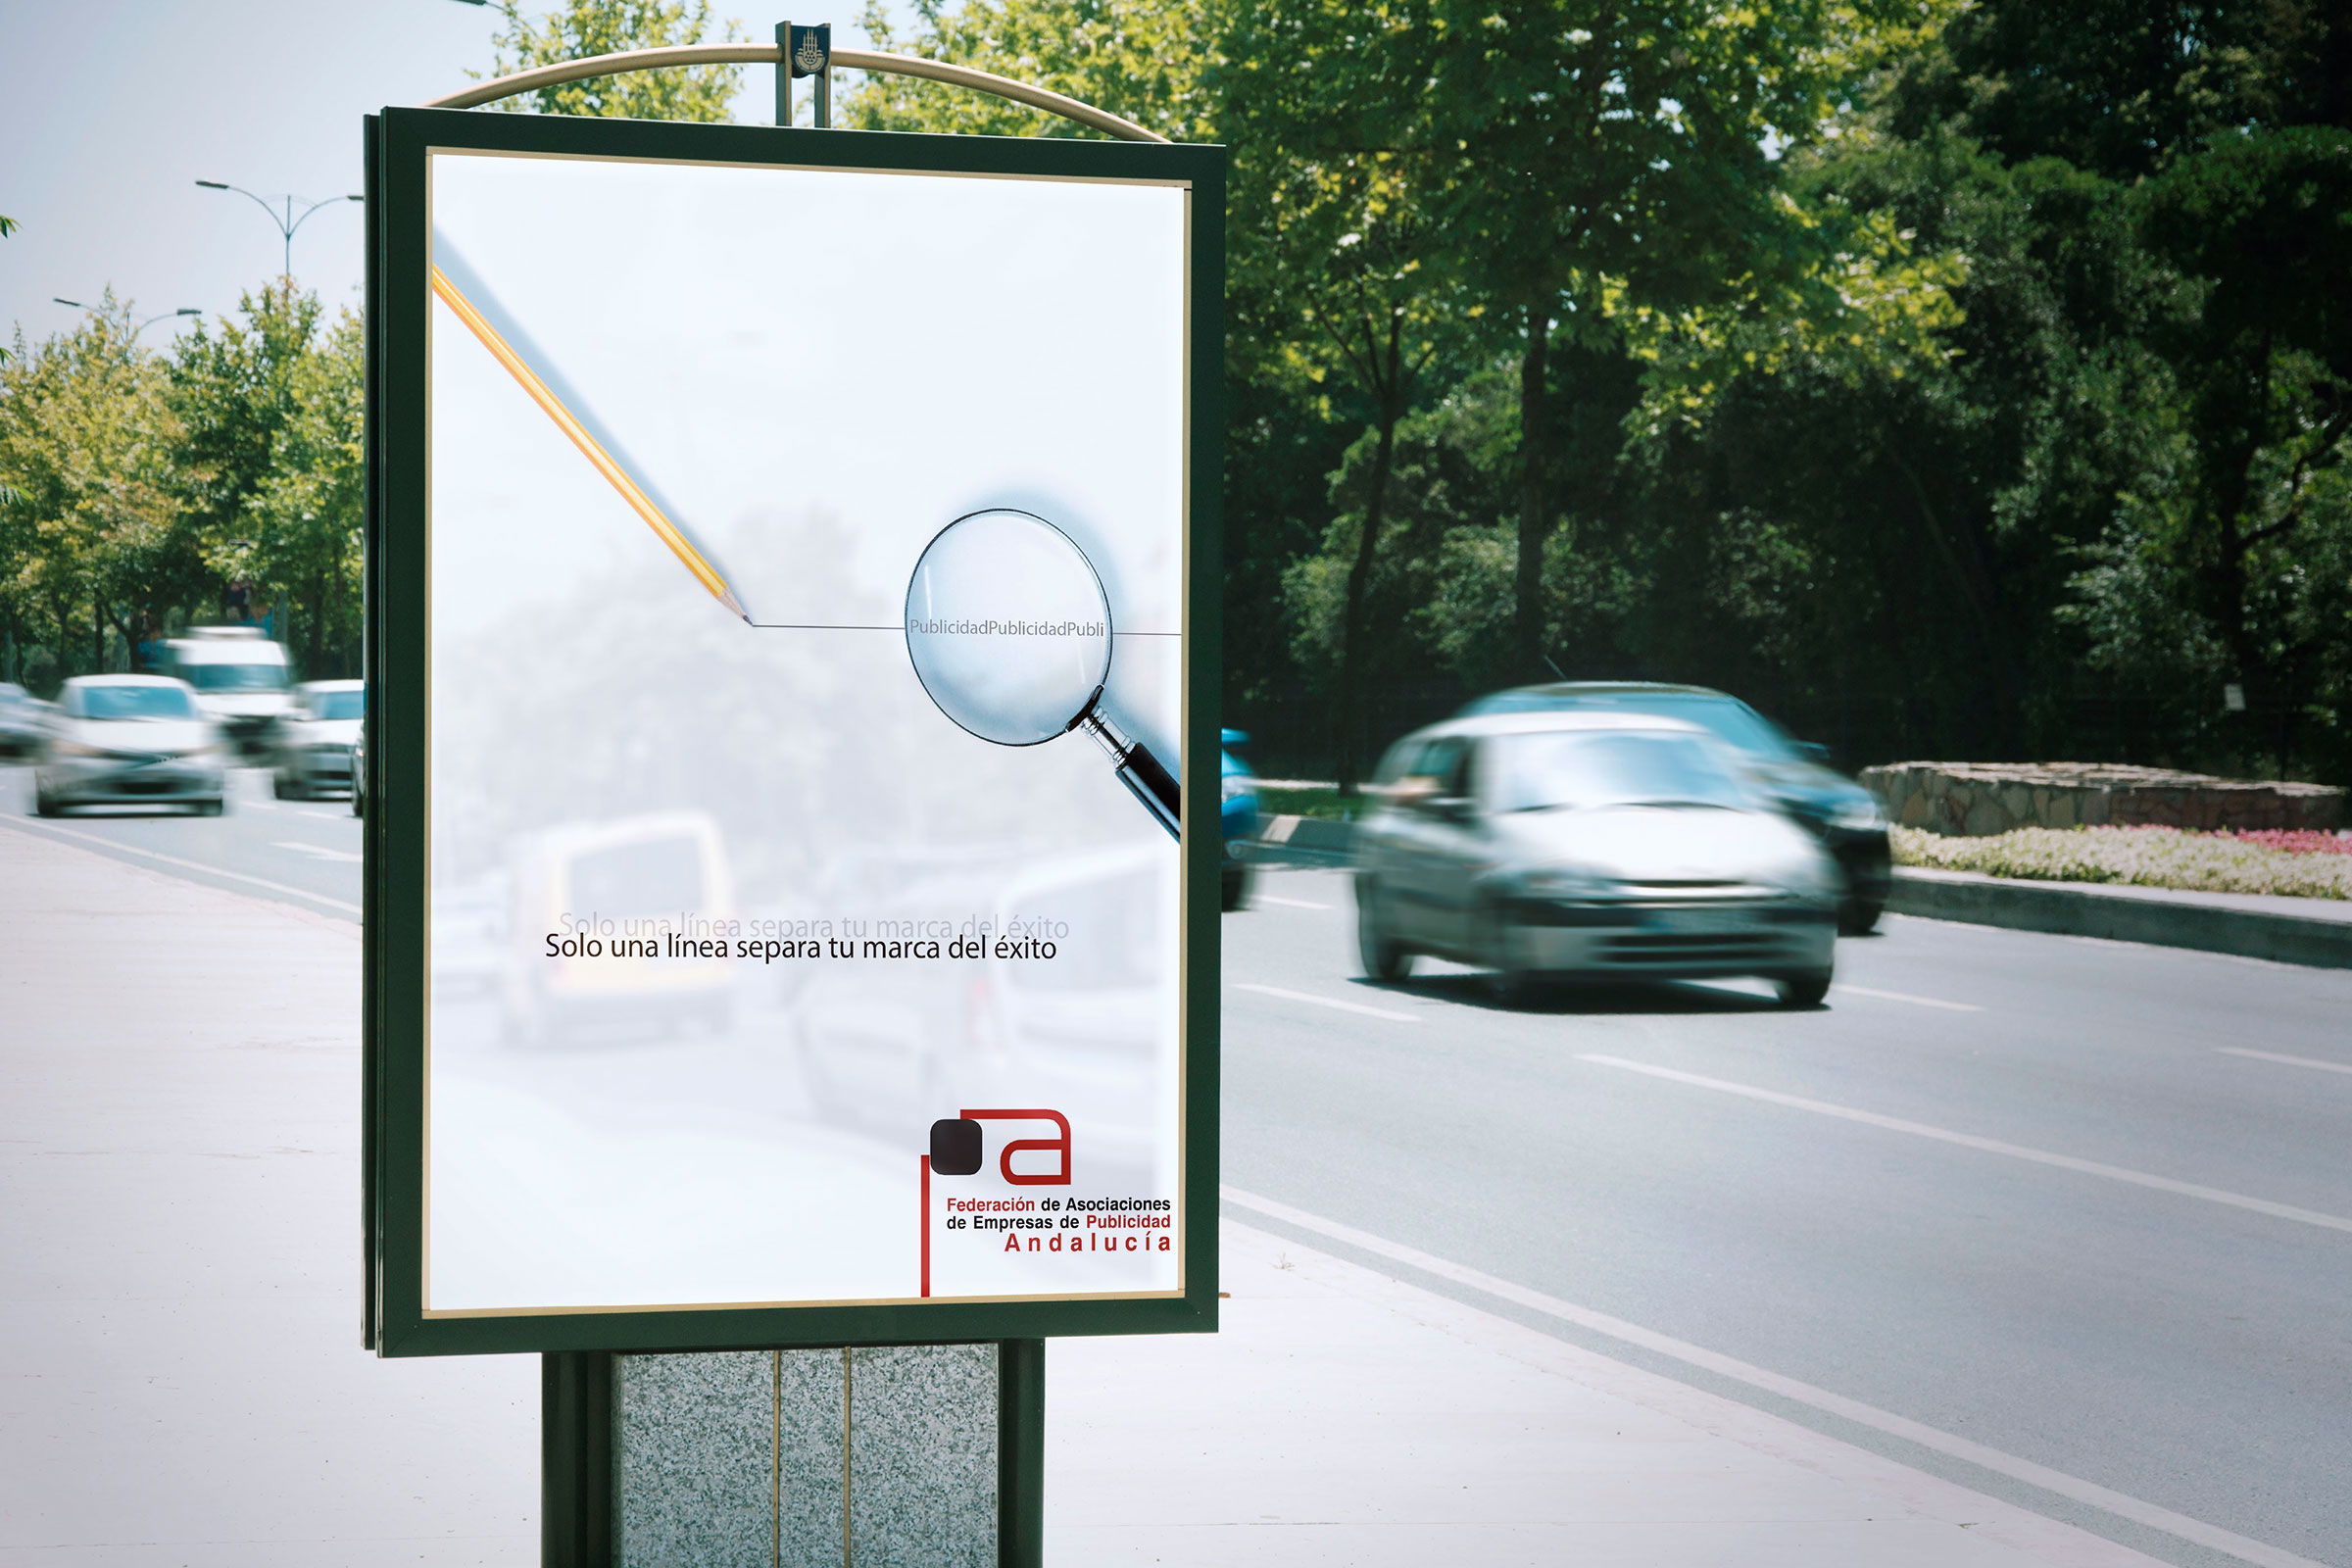 PublicidadPublicidadPubli
Solo una línea separa tu marca del éxito
Solo una línea separa tu marca del éxito
a
Federación de Asociaciones
de Empresas de Publicidad
Andalucía